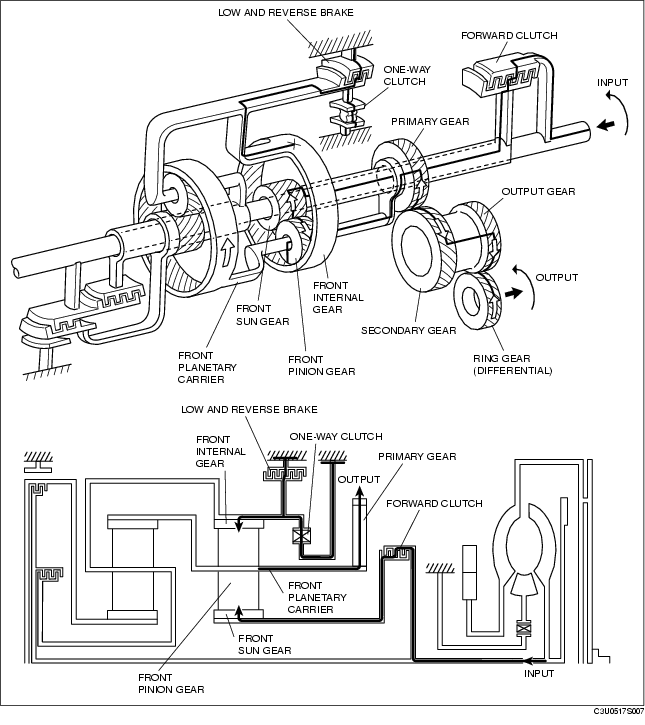 LOW AND REVERSE BRAKE
FORWARD CLUTCH
ONE-WAY
CLUTCH
INPUT
PRIMARY GEAR
OUTPUT GEAR
OUTPUT
FRONT
INTERNAL
GEAR
FRONT
SUN GEAR
SECONDARY GEAR
FRONT
PLANETARY
CARRIER
FRONT
PINION GEAR
RING GEAR
(DIFFERENTIAL)
LOW AND REVERSE BRAKE
FRONT
INTERNAL
GEAR
ONE-WAY CLUTCH
PRIMARY GEAR
OUTPUT
FORWARD CLUTCH
FRONT
PLANETARY
CARRIER
FRONT
SUN GEAR
FRONT
PINION GEAR
INPUT
C3U0517S007